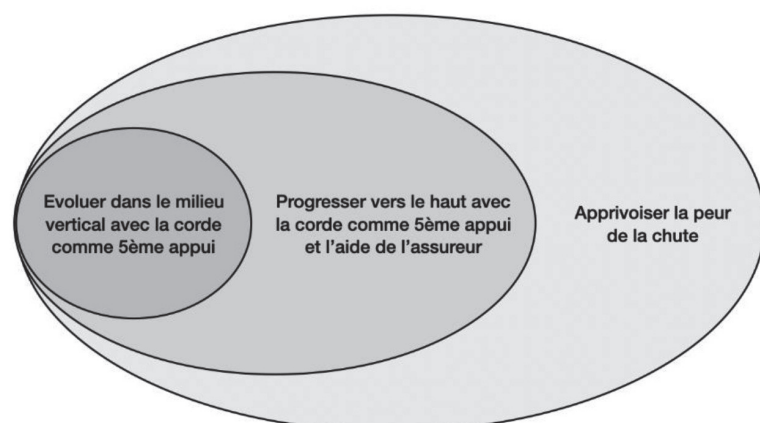 Evoluer dans le milieu
vertical avec la corde
comme 5ème appui
Progresser vers le haut avec
la corde comme 5ème appui
et l'aide de l'assureur
Apprivoiser la peur
de la chute